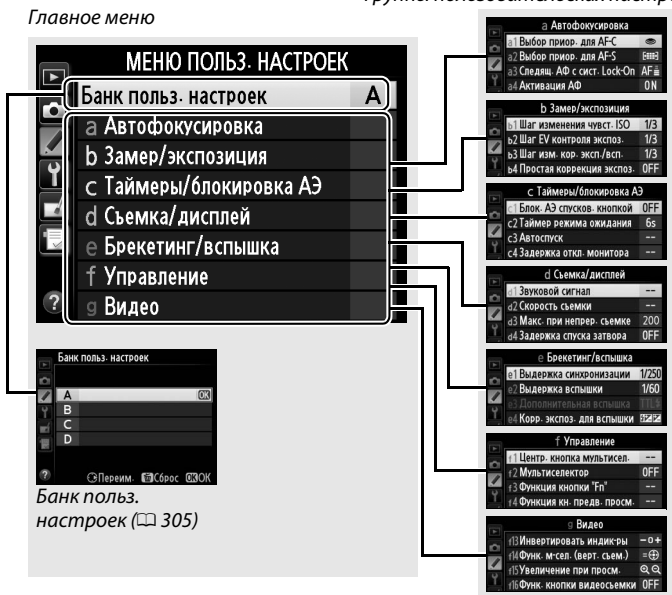 Главное меню
МЕНЮ ПОЛЬЗ. НАСТРОЕК
Банк польз. настроек A
a Автофокусировка
b Замер/экспозиция
c Таймеры/блокировка АЭ
d Съемка/дисплей
e Брекетинг/вспышка
f Управление
g Видео
Банк польз. настроек
A OK
B
C
D
Переим. Сброс OK OK
Банк польз.
настроек (305)
a Автофокусировка
a1 Выбор приор. для AF-C
a2 Выбор приор. для AF-S
a3 Следящ. АФ с сист. Lock-On AF
a4 Активация АФ ON
b Замер/экспозиция
b1 Шаг изменения чувст. ISO 1/3
b2 Шаг EV контроля экспоз. 1/3
b3 Шаг изм. кор. эксп./всп. 1/3
b4 Простая коррекция экспоз. OFF
c Таймеры/блокировка АЭ
c1 Блок. АЭ спусков. кнопкой OFF
c2 Таймер режима ожидания 6s
c3 Автоспуск --
c4 Задержка откл. монитора --
d Съемка/дисплей
d1 Звуковой сигнал --
d2 Скорость съемки --
d3 Макс. при непрер. съемке 200
d4 Задержка спуска затвора OFF
e Брекетинг/вспышка
e1 Выдержка синхронизации 1/250
e2 Выдержка вспышки 1/60
e3 Дополнительная вспышка TTL
e4 Корр. экспоз. для вспышки
f Управление
f1 Центр. кнопка мультисел. --
f2 Мультиселектор OFF
f3 Функция кнопки "Fn" --
f4 Функция кн. предв. просм. --
g Видео
f13 Инвертировать индик-ры −0+
f14 Функ. м-сел. (верт. съем.)
f15 Увеличение при просм.
f16 Функ. кнопки видеосъемки OFF